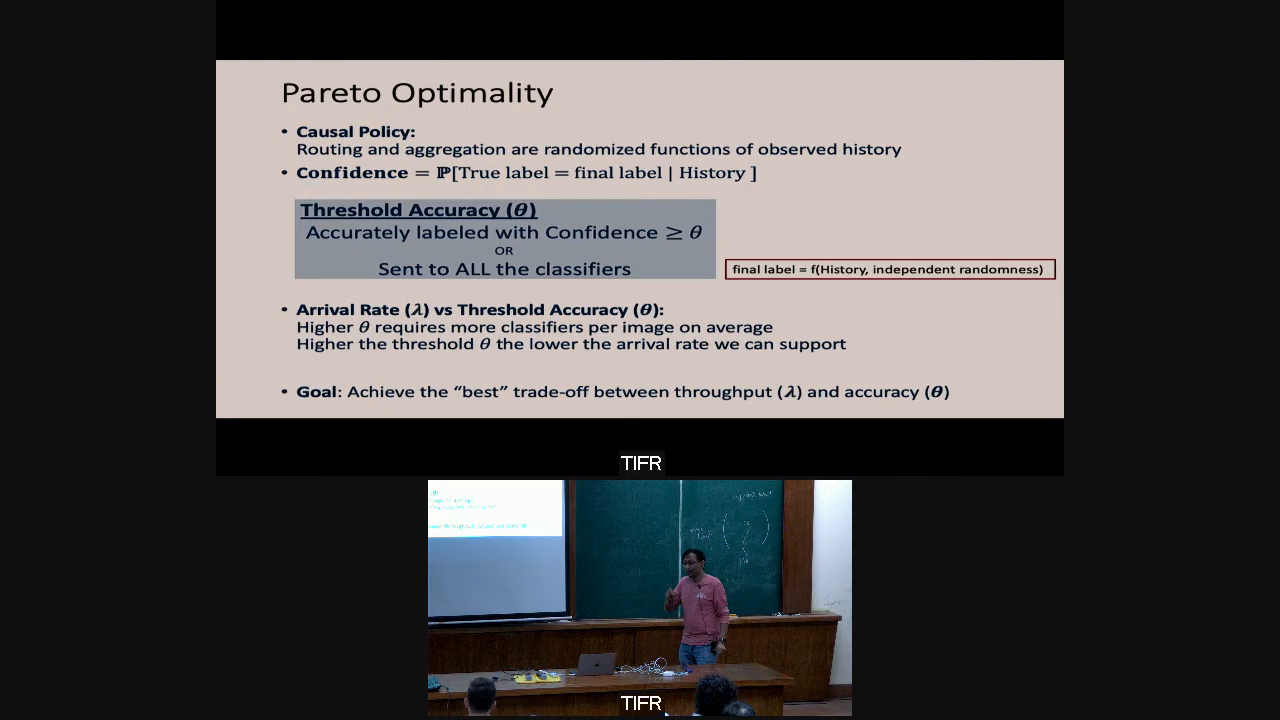 Pareto Optimality
• Causal Policy:
Routing and aggregation are randomized functions of observed history
• Confidence = ℙ[True label = final label | History ]
Threshold Accuracy (θ)
Accurately labeled with Confidence ≥ θ
OR
Sent to ALL the classifiers
final label = f(History, independent randomness)
• Arrival Rate (λ) vs Threshold Accuracy (θ):
Higher θ requires more classifiers per image on average
Higher the threshold θ the lower the arrival rate we can support
• Goal: Achieve the “best” trade-off between throughput (λ) and accuracy (θ)
TIFR
TIFR